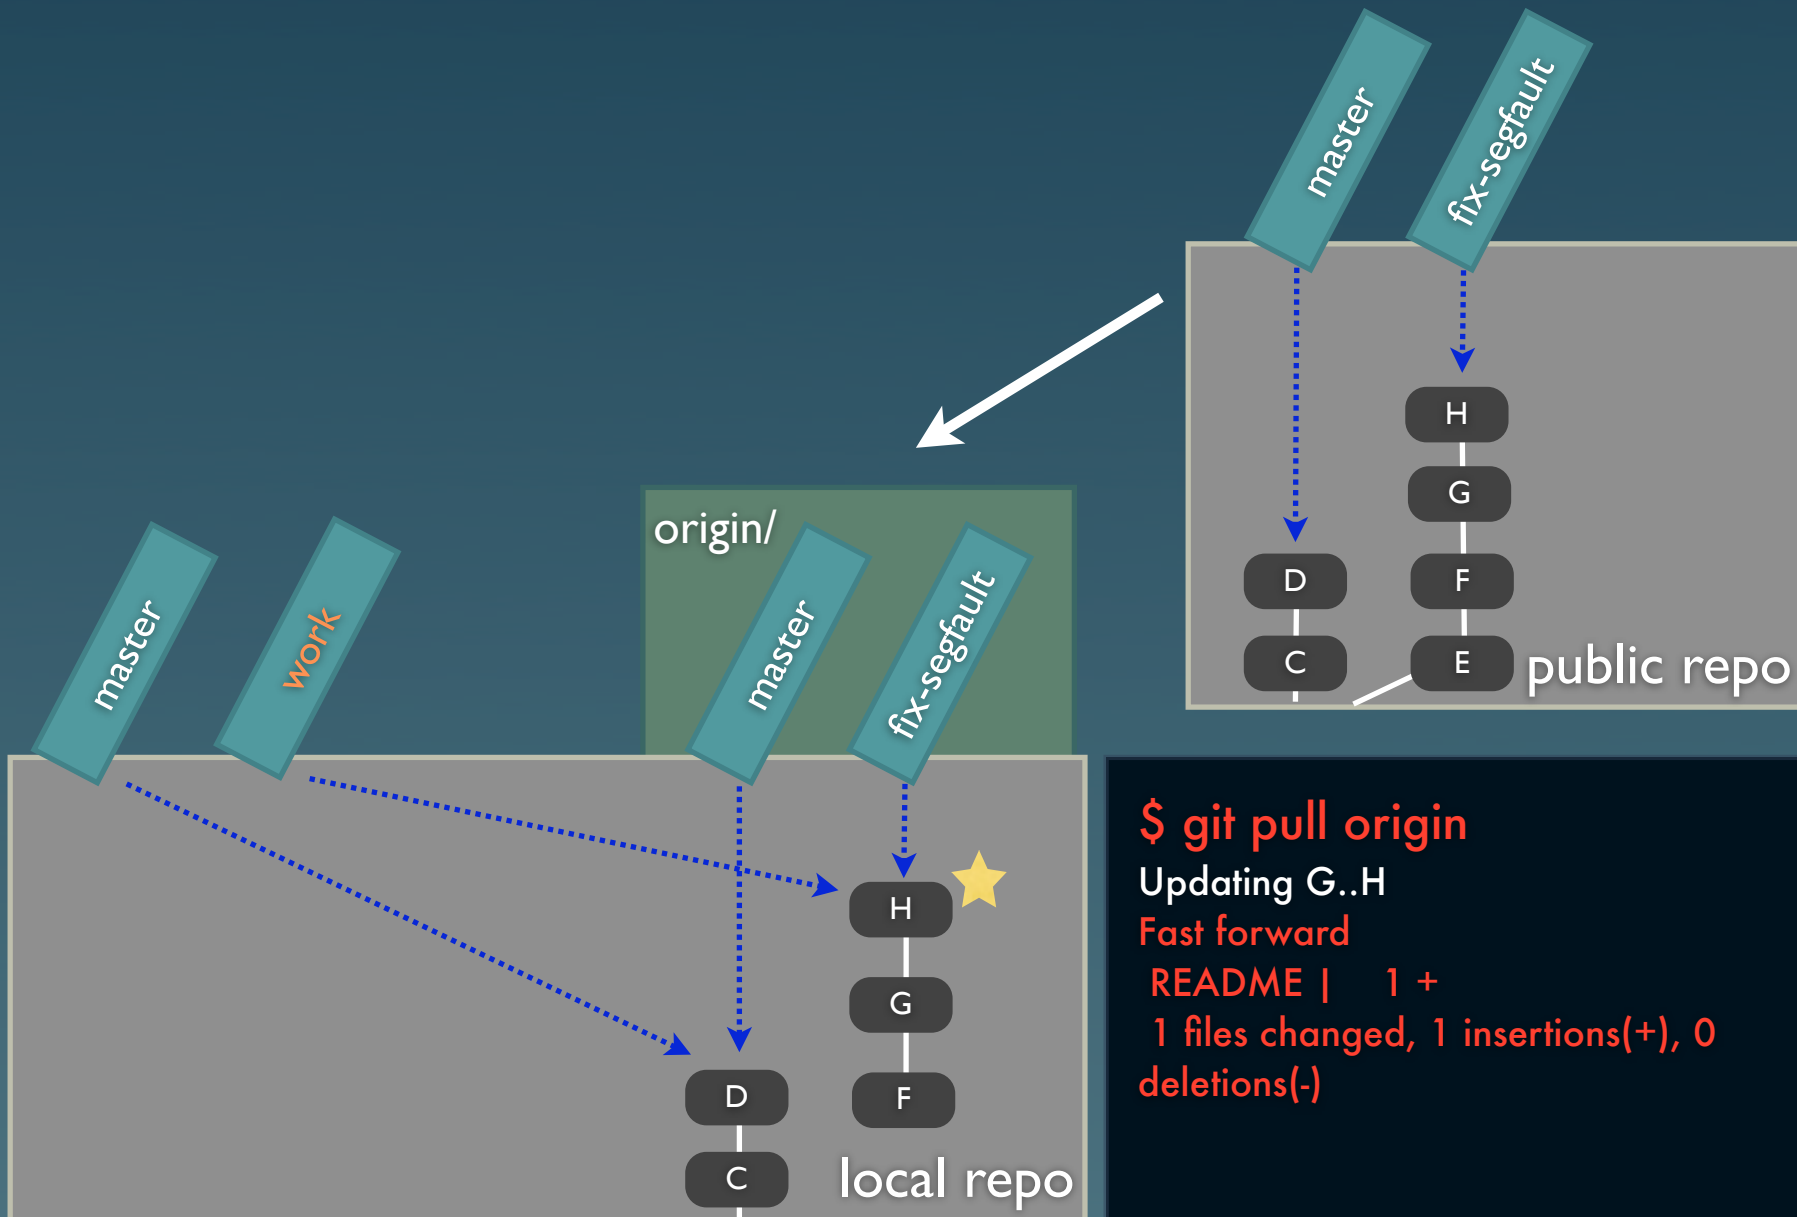 master
fix-segfault
H
G
D
F
C
E
public repo
origin/
master
work
master
fix-segfault
H
G
D
F
C
local repo
$ git pull origin
Updating G..H
Fast forward
README |    1 +
1 files changed, 1 insertions(+), 0
deletions(-)